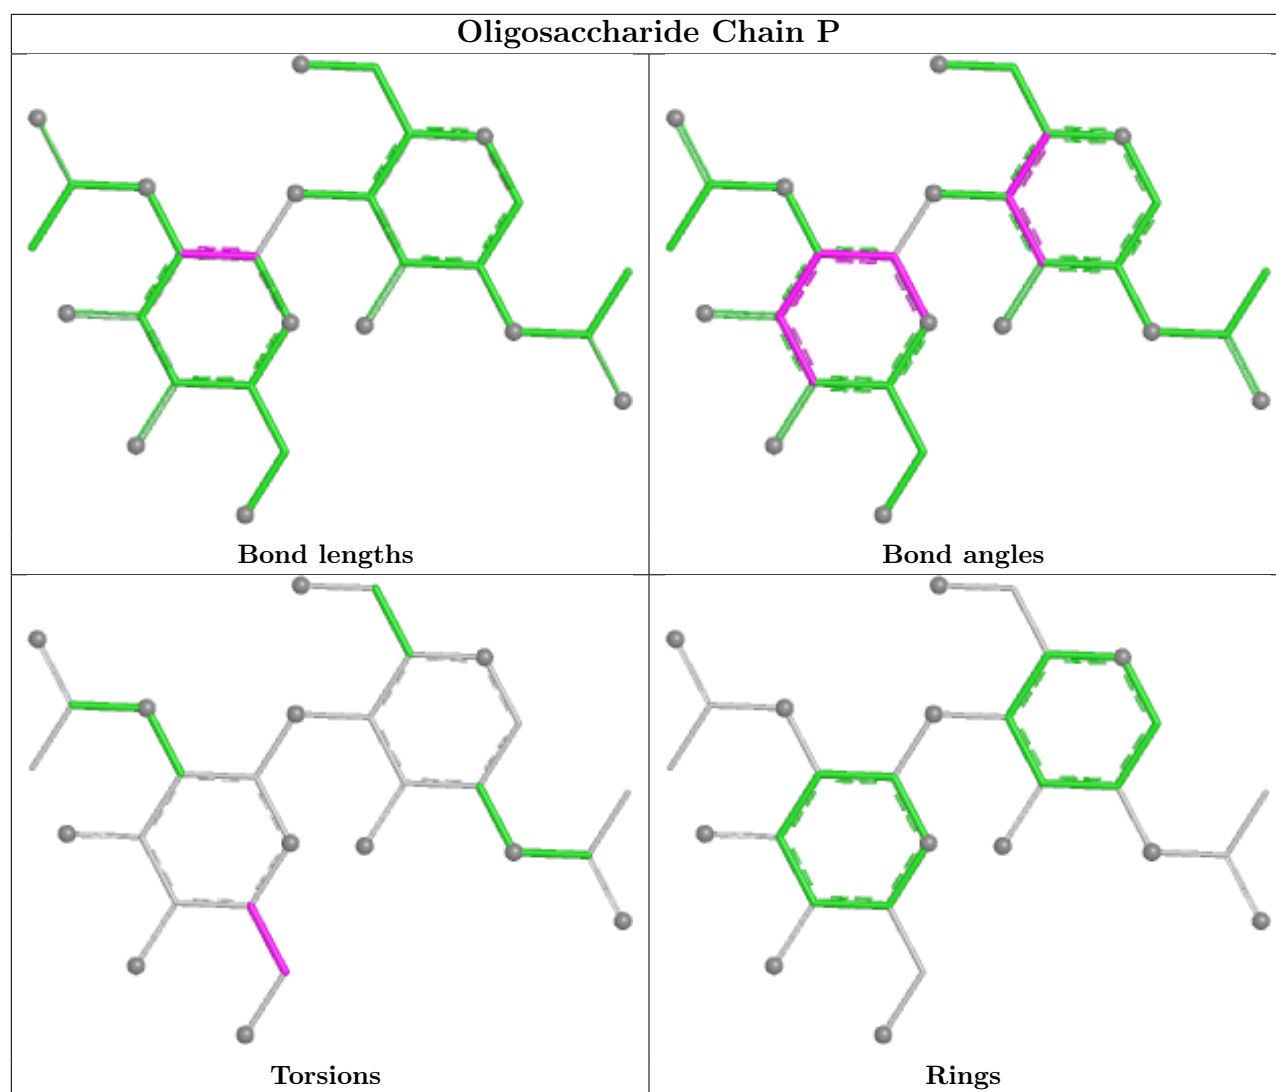 Oligosaccharide Chain P
Bond lengths
Bond angles
Torsions
Rings